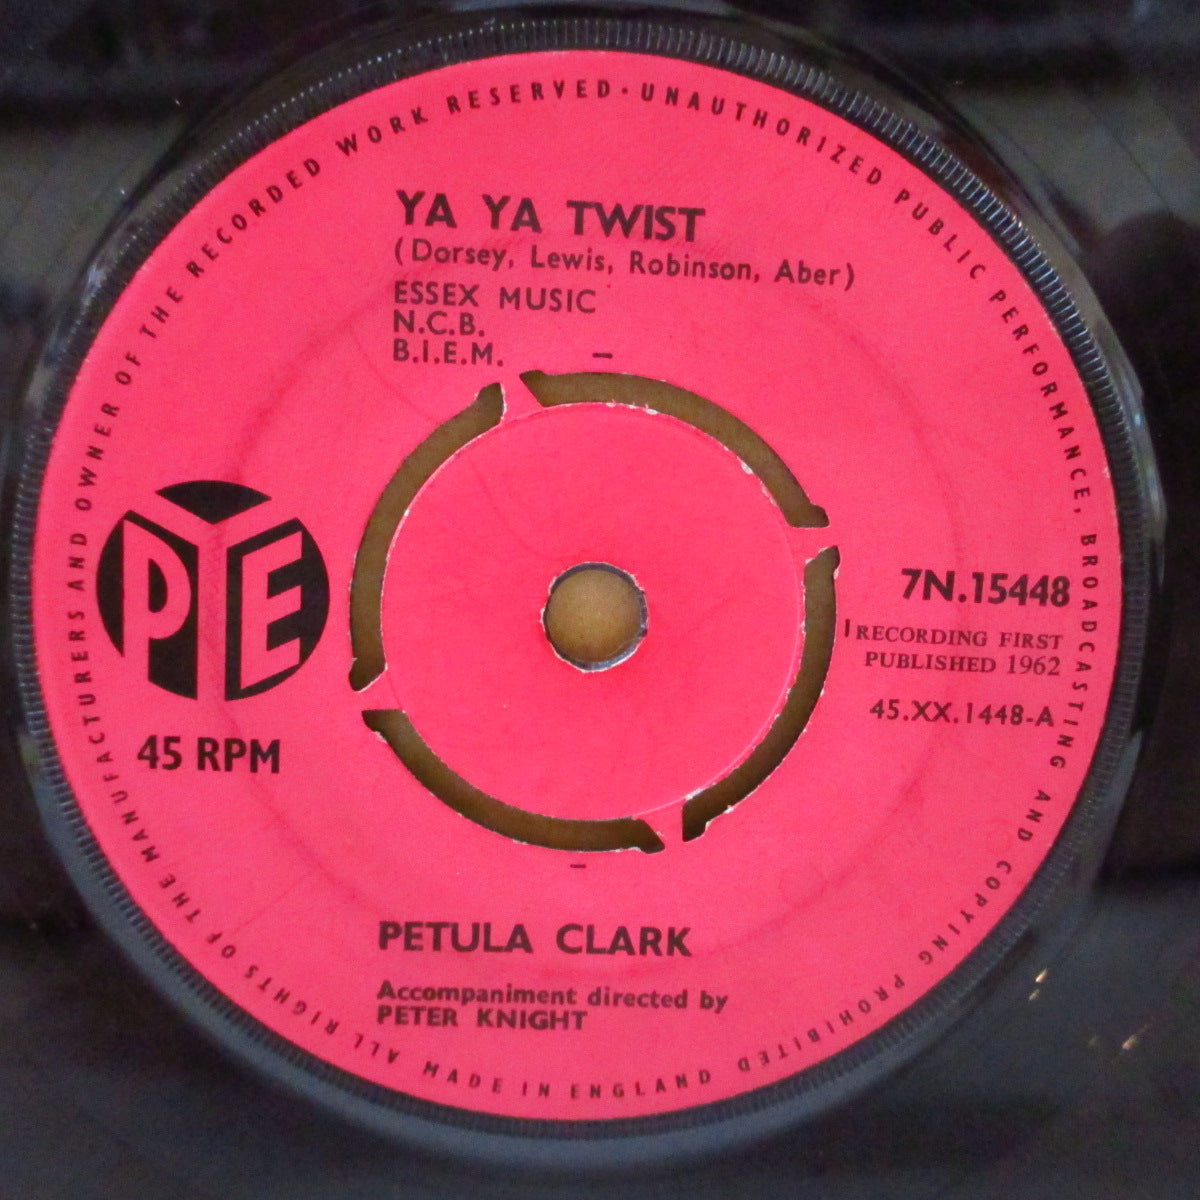 YA YA TWIST
(Dorsey, Lewis, Robinson, Aber)
ESSEX MUSIC
N.C.B.
B.I.E.M.
PYE
45 RPM
7N.15448
RECORDING FIRST
PUBLISHED 1962
45.XX.1448-A
PETULA CLARK
Accompaniment directed by
PETER KNIGHT
ALL RIGHTS OF THE MANUFACTURERS AND OWNER OF THE RECORDED WORK RESERVED · UNAUTHORIZED PUBLIC PERFORMANCE, BROADCASTING AND COPYING PROHIBITED
MADE IN ENGLAND